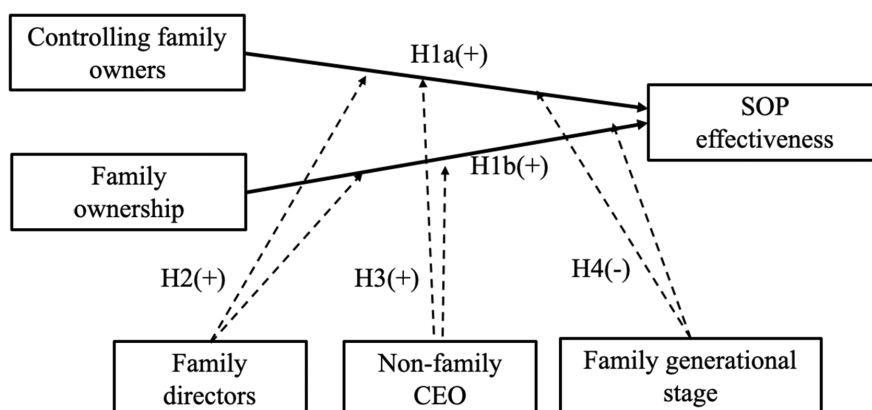 Controlling family
owners
H1a(+)
SOP
effectiveness
Family
ownership
H1b(+)
H2(+)
H3(+)
H4(-)
Family
directors
Non-family
CEO
Family generational
stage